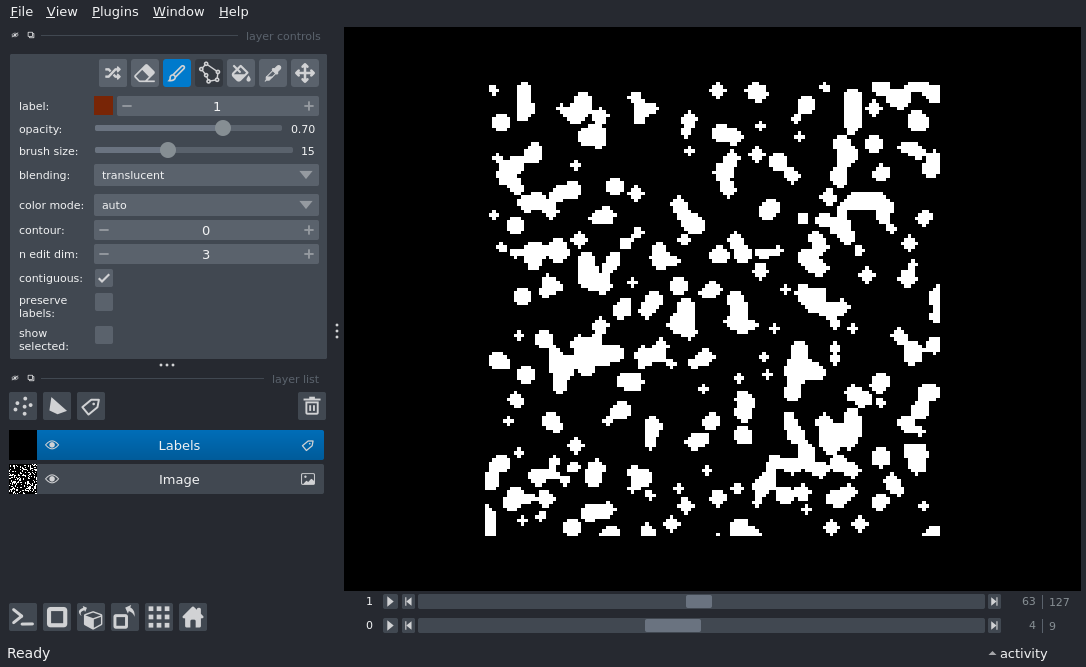 File View Plugins Window Help
layer controls
label: 1
opacity: 0.70
brush size: 15
blending: translucent
color mode: auto
contour: 0
n edit dim: 3
contiguous:
preserve
labels:
show
selected:
layer list
Labels
Image
1 63 127
0 4 9
Ready activity